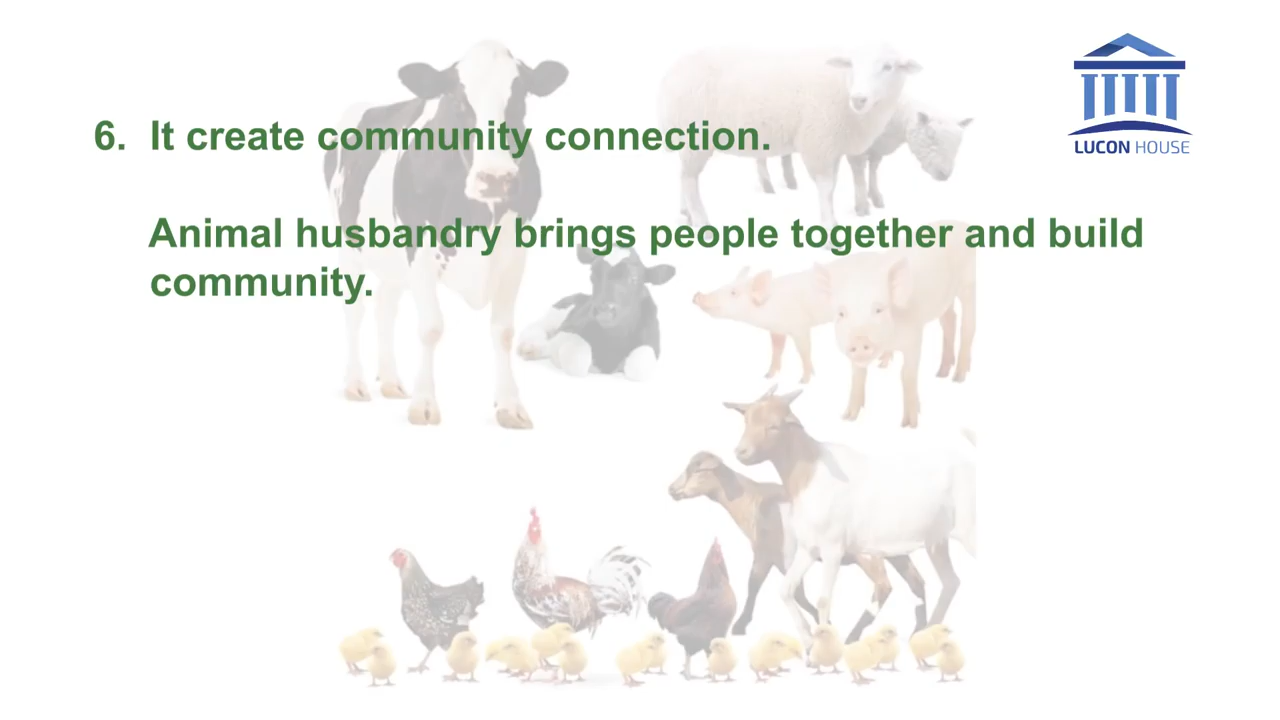 LUCON HOUSE
6. It create community connection.
Animal husbandry brings people together and build
community.